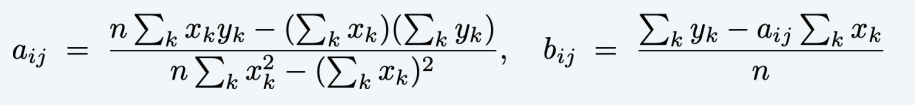 a_{ij} = \frac{n \sum_k x_k y_k - (\sum_k x_k)(\sum_k y_k)}{n \sum_k x_k^2 - (\sum_k x_k)^2}, \quad b_{ij} = \frac{\sum_k y_k - a_{ij} \sum_k x_k}{n}